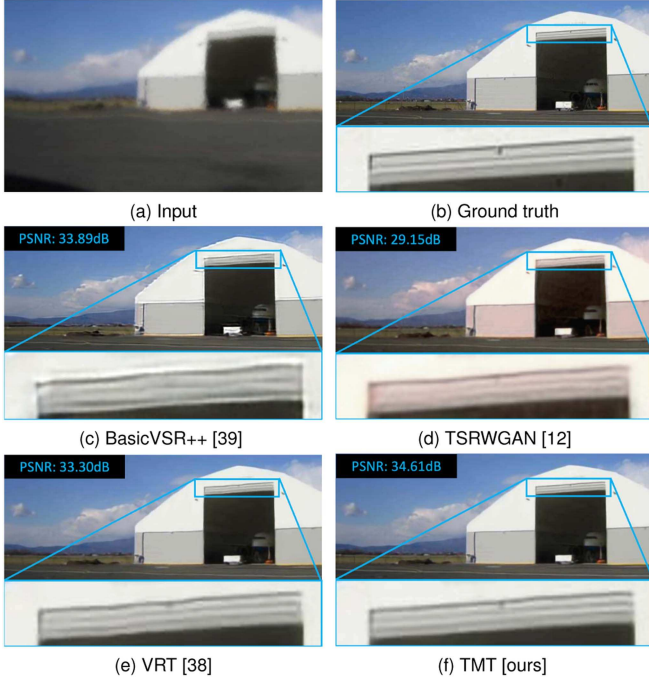 (a) Input
(b) Ground truth
PSNR: 33.89dB
PSNR: 29.15dB
(c) BasicVSR++ [39]
(d) TSRWGAN [12]
PSNR: 33.30dB
PSNR: 34.61dB
(e) VRT [38]
(f) TMT [ours]